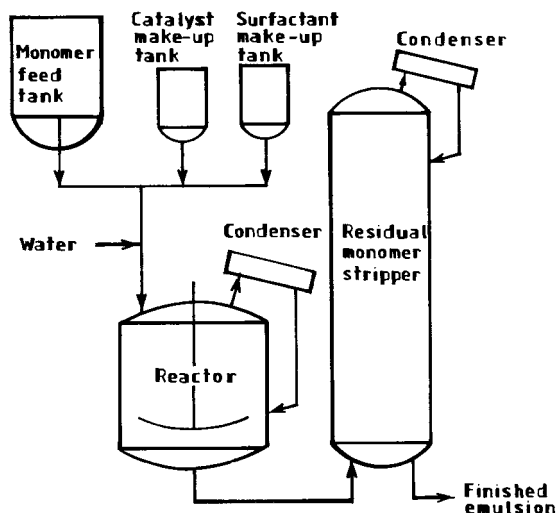 Monomer
feed
tank
Catalyst
make-up
tank
Surfactant
make-up
tank
Condenser
Water
Condenser
Residual
monomer
stripper
Reactor
Finished
emulsion